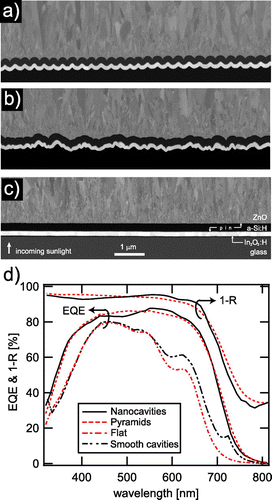 a)
b)
c)
ZnO
p i n
a-Si:H
In₂O₃:H
incoming sunlight
1 µm
glass
d)
100
80
60
40
20
0
EQE & 1-R [%]
EQE
1-R
Nanocavities
Pyramids
Flat
Smooth cavities
400
500
600
700
800
wavelength [nm]